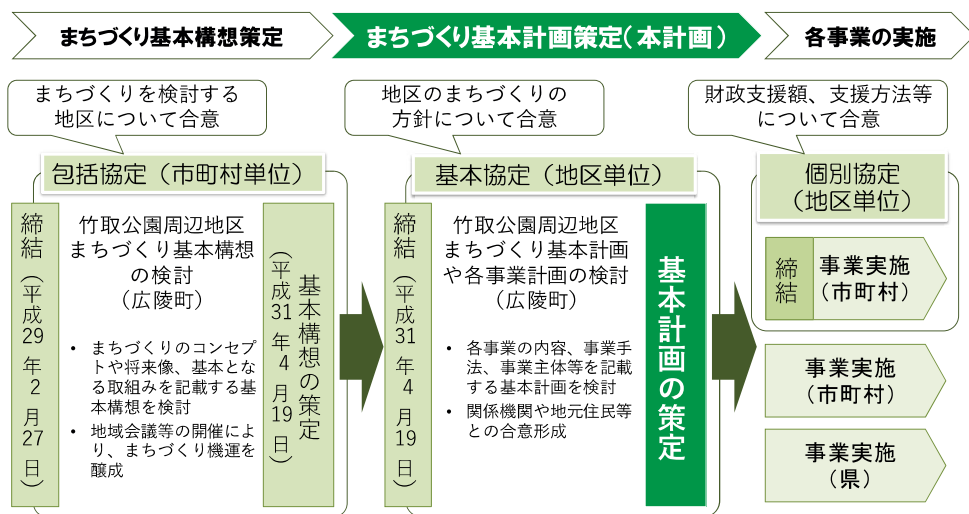 まちづくり基本構想策定
まちづくり基本計画策定(本計画)
各事業の実施
まちづくりを検討する
地区について合意
地区のまちづくりの
方針について合意
財政支援額、支援方法等
について合意
包括協定(市町村単位)
締結(平成29年2月27日)
竹取公園周辺地区
まちづくり基本構想
の検討
(広陵町)
• まちづくりのコンセプ
トや将来像、基本とな
る取組みを記載する基
本構想を検討
• 地域会議等の開催によ
り、まちづくり機運を
醸成
基本構想の策定
(平成31年4月19日)
基本協定(地区単位)
締結(平成31年4月19日)
竹取公園周辺地区
まちづくり基本計画
や各事業計画の検討
(広陵町)
• 各事業の内容、事業手
法、事業主体等を記載
する基本計画を検討
• 関係機関や地元住民等
との合意形成
基本計画の策定
個別協定
(地区単位)
締結
事業実施
(市町村)
事業実施
(市町村)
事業実施
(県)